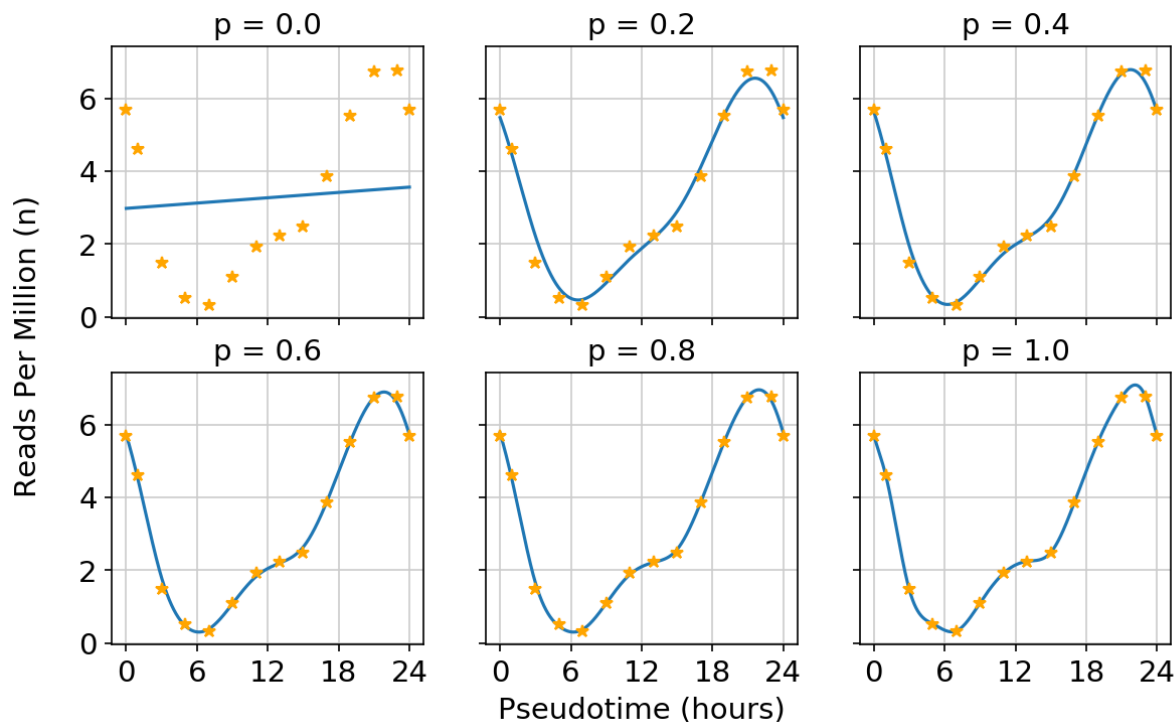 p = 0.0
p = 0.2
p = 0.4
6
4
2
0
p = 0.6
p = 0.8
p = 1.0
6
4
2
0
0 6 12 18 24
0 6 12 18 24
0 6 12 18 24
Reads Per Million (n)
Pseudotime (hours)